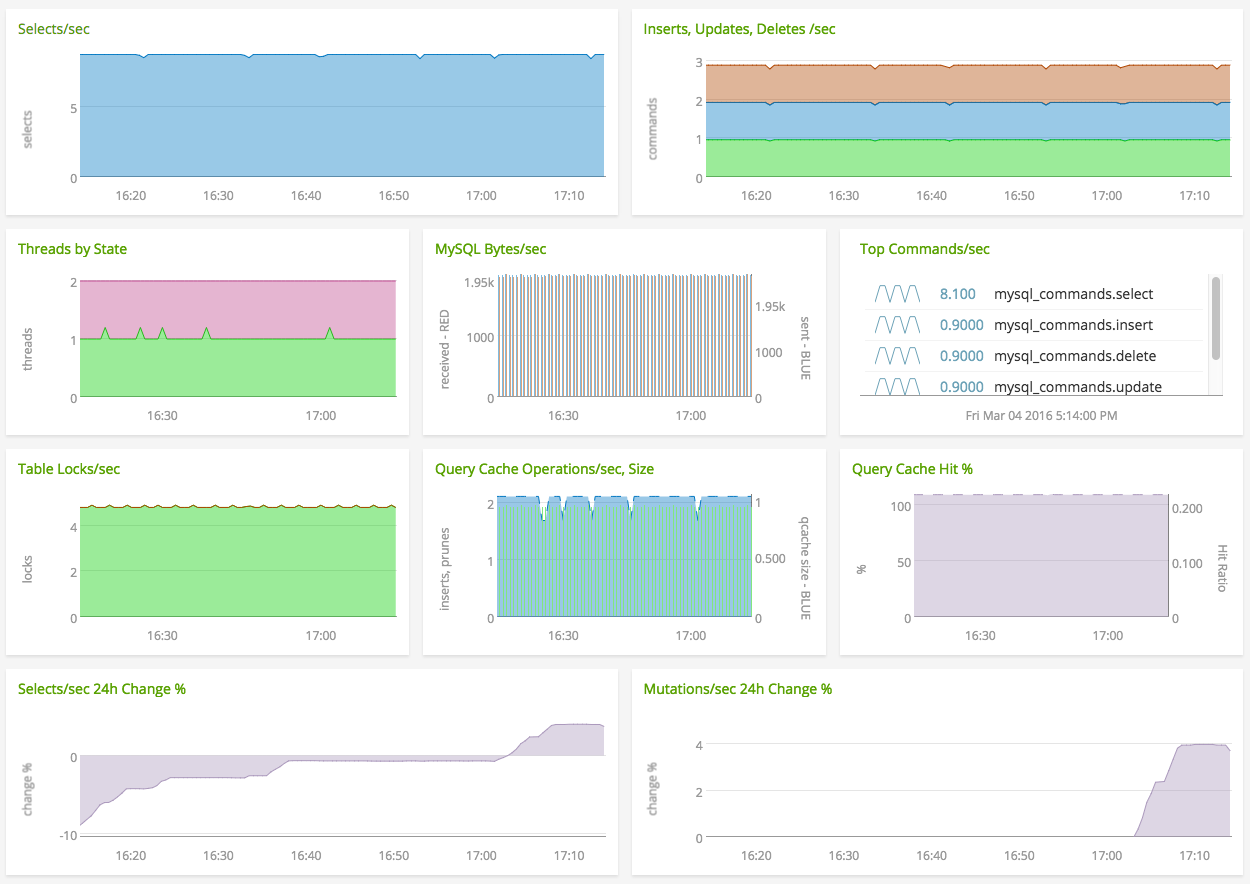 Selects/sec
selects
5
0
16:20 16:30 16:40 16:50 17:00 17:10
Inserts, Updates, Deletes /sec
commands
3
2
1
0
16:20 16:30 16:40 16:50 17:00 17:10
Threads by State
threads
2
1
0
16:30 17:00
MySQL Bytes/sec
received - RED
1.95k
1000
0
1.95k
1000
0
sent - BLUE
16:30 17:00
Top Commands/sec
8.100 mysql_commands.select
0.9000 mysql_commands.insert
0.9000 mysql_commands.delete
0.9000 mysql_commands.update
Fri Mar 04 2016 5:14:00 PM
Table Locks/sec
locks
4
2
0
16:30 17:00
Query Cache Operations/sec, Size
inserts, prunes
2
1
0
1
0.500
0
qcache size - BLUE
16:30 17:00
Query Cache Hit %
%
100
50
0
0.200
0.100
0
Hit Ratio
16:30 17:00
Selects/sec 24h Change %
change %
0
-10
16:20 16:30 16:40 16:50 17:00 17:10
Mutations/sec 24h Change %
change %
4
2
0
16:20 16:30 16:40 16:50 17:00 17:10